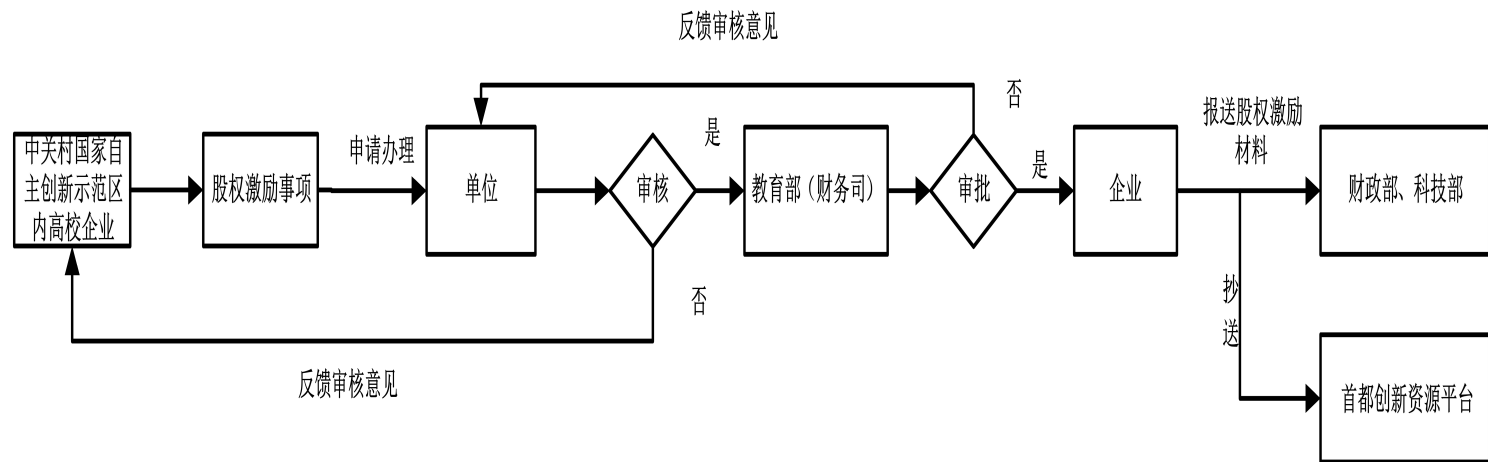 反馈审核意见
否
中关村国家自
主创新示范区
内高校企业
股权激励事项
申请办理
单位
审核
是
教育部（财务司）
审批
是
企业
报送股权激励
材料
财政部、科技部
否
抄
送
反馈审核意见
首都创新资源平台